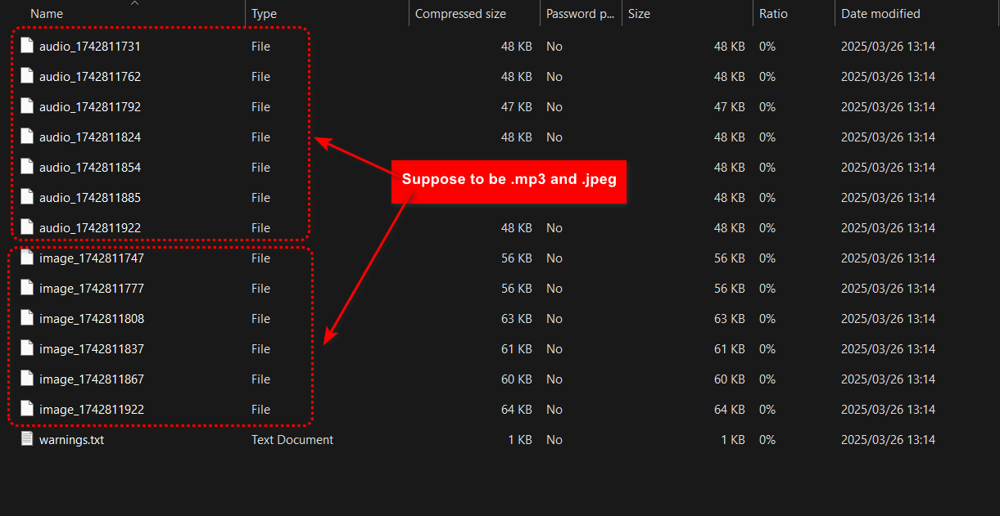 Name Type Compressed size Password p... Size Ratio Date modified
audio_1742811731 File 48 KB No 48 KB 0% 2025/03/26 13:14
audio_1742811762 File 48 KB No 48 KB 0% 2025/03/26 13:14
audio_1742811792 File 47 KB No 47 KB 0% 2025/03/26 13:14
audio_1742811824 File 48 KB No 48 KB 0% 2025/03/26 13:14
audio_1742811854 File 48 KB 0% 2025/03/26 13:14
Suppose to be .mp3 and .jpeg
audio_1742811885 File 48 KB 0% 2025/03/26 13:14
audio_1742811922 File 48 KB No 48 KB 0% 2025/03/26 13:14
image_1742811747 File 56 KB No 56 KB 0% 2025/03/26 13:14
image_1742811777 File 56 KB No 56 KB 0% 2025/03/26 13:14
image_1742811808 File 63 KB No 63 KB 0% 2025/03/26 13:14
image_1742811837 File 61 KB No 61 KB 0% 2025/03/26 13:14
image_1742811867 File 60 KB No 60 KB 0% 2025/03/26 13:14
image_1742811922 File 64 KB No 64 KB 0% 2025/03/26 13:14
warnings.txt Text Document 1 KB No 1 KB 0% 2025/03/26 13:14